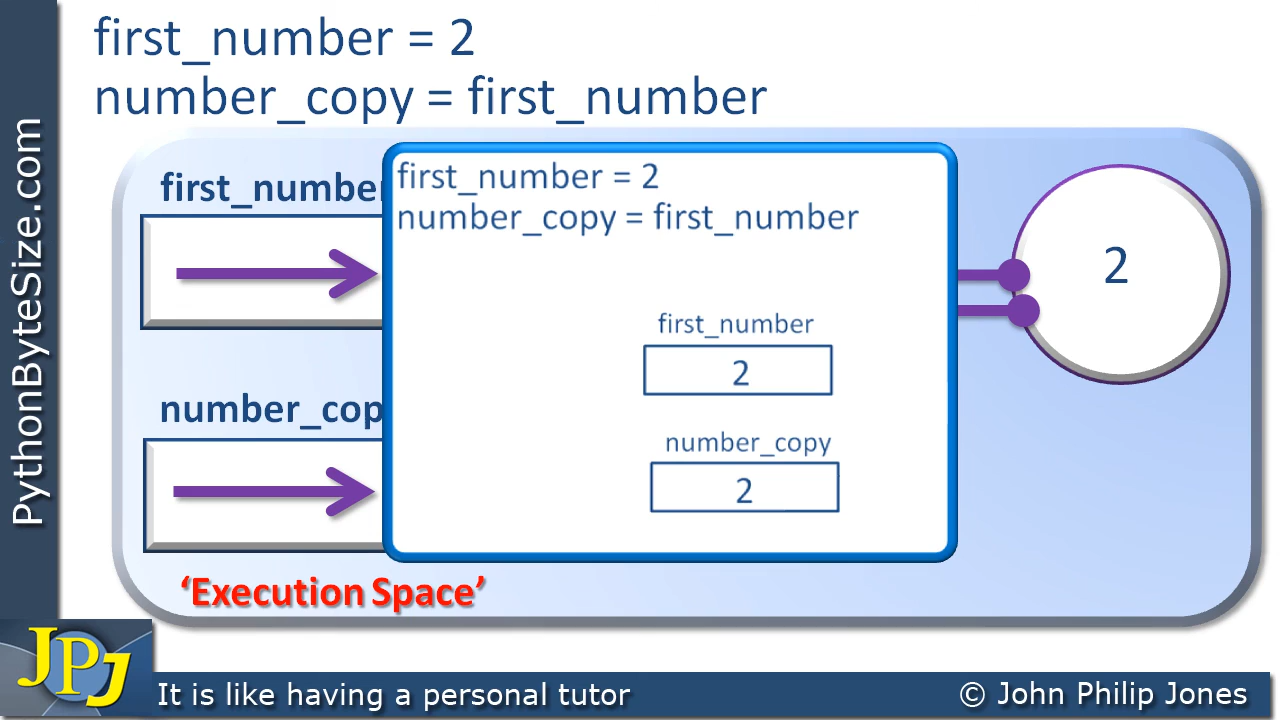 first_number = 2
number_copy = first_number
first_number
first_number = 2
number_copy = first_number
2
first_number
2
number_cop
number_copy
2
'Execution Space'
PythonByteSize.com
JPJ
It is like having a personal tutor
© John Philip Jones